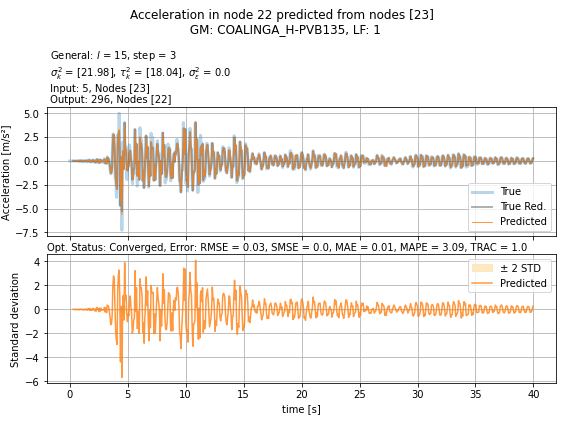 Acceleration in node 22 predicted from nodes [23]
GM: COALINGA_H-PVB135, LF: 1
General: l = 15, step = 3
σ²ₖ = [21.98], τ²ₖ = [18.04], σ²ε = 0.0
Input: 5, Nodes [23]
Output: 296, Nodes [22]
Acceleration [m/s²]
5.0
2.5
0.0
−2.5
−5.0
−7.5
True
True Red.
Predicted
Opt. Status: Converged, Error: RMSE = 0.03, SMSE = 0.0, MAE = 0.01, MAPE = 3.09, TRAC = 1.0
Standard deviation
4
2
0
−2
−4
−6
± 2 STD
Predicted
0 5 10 15 20 25 30 35 40
time [s]